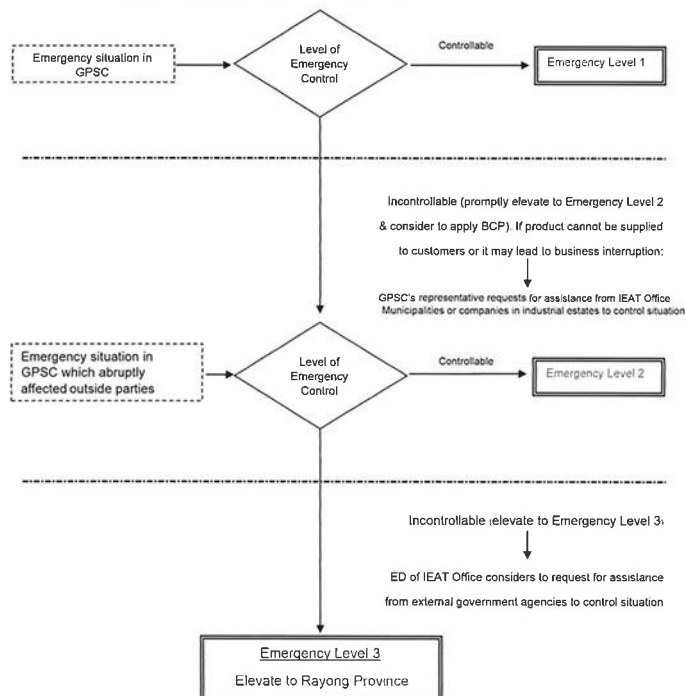 Emergency situation in
GPSC
Level of
Emergency
Control
Controllable
Emergency Level 1
Incontrollable (promptly elevate to Emergency Level 2
& consider to apply BCP). If product cannot be supplied
to customers or it may lead to business interruption:
GPSC's representative requests for assistance from IEAT Office
Municipalities or companies in industrial estates to control situation
Emergency situation in
GPSC which abruptly
affected outside parties
Level of
Emergency
Control
Controllable
Emergency Level 2
Incontrollable (elevate to Emergency Level 3)
ED of IEAT Office considers to request for assistance
from external government agencies to control situation
Emergency Level 3
Elevate to Rayong Province